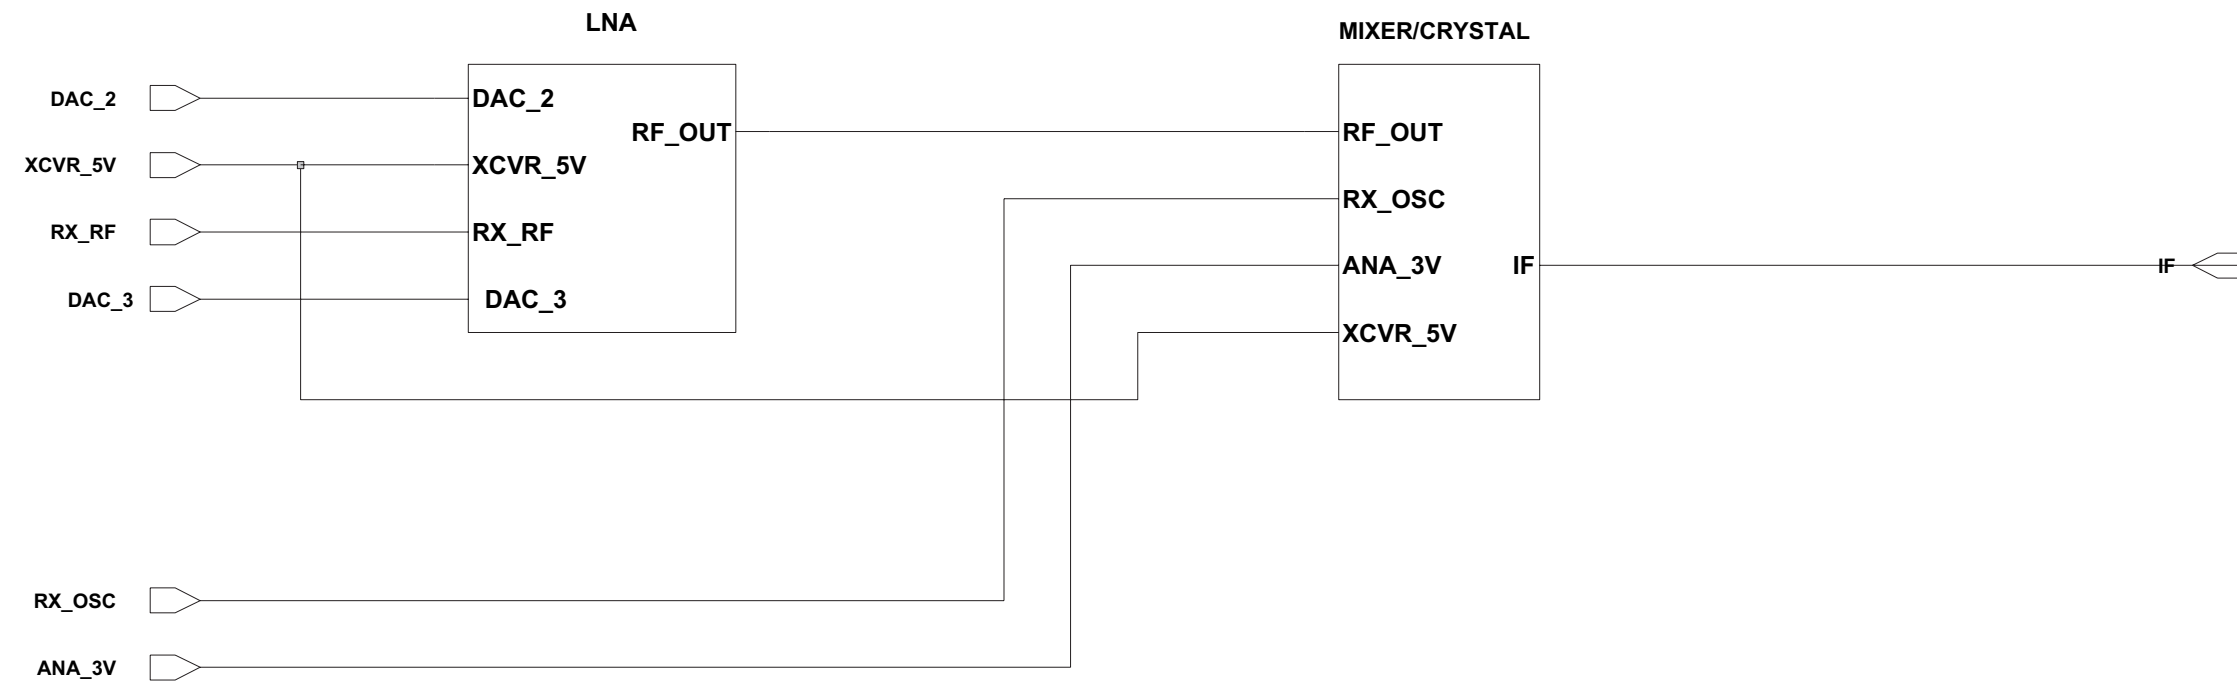 LNA
MIXER/CRYSTAL
DAC_2
XCVR_5V
RX_RF
DAC_3
DAC_2
RF_OUT
XCVR_5V
RX_RF
DAC_3
RF_OUT
RX_OSC
ANA_3V
IF
XCVR_5V
IF
RX_OSC
ANA_3V